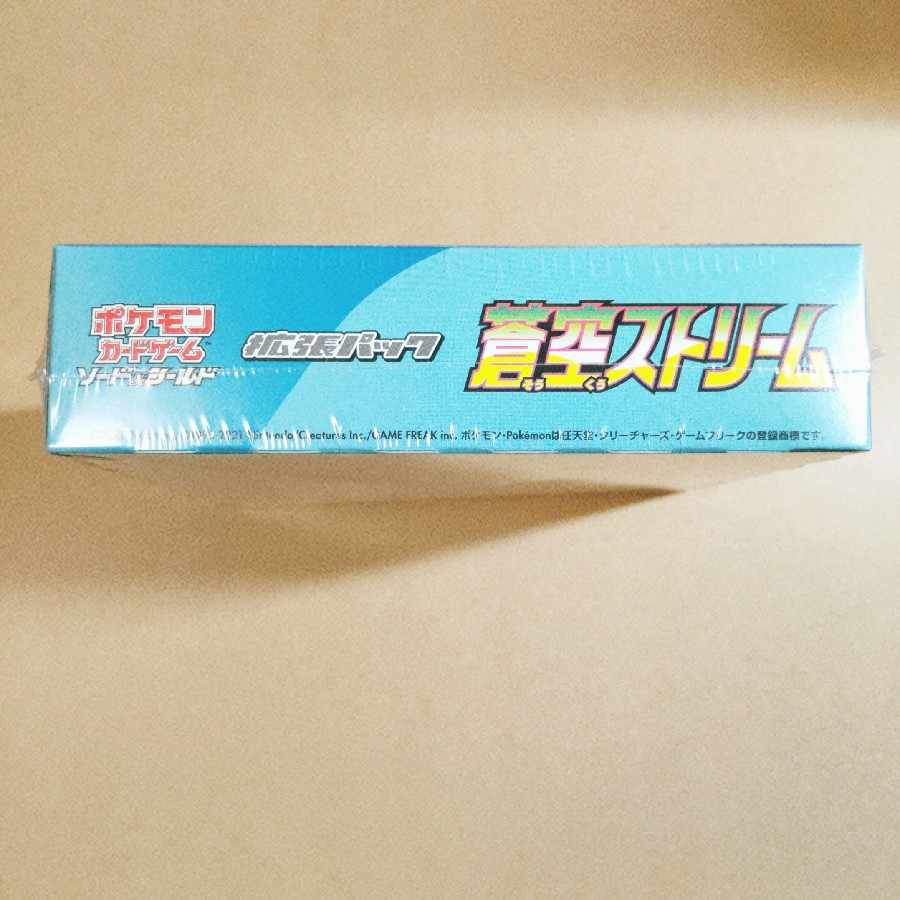 ポケモン
カードゲーム™
ソード&シールド
拡張パック
蒼空ストリーム
そう くう
2021 Nintendo/Creatures Inc./GAME FREAK inc. ポケモン・Pokémonは任天堂・クリーチャーズ・ゲームフリークの登録商標です。